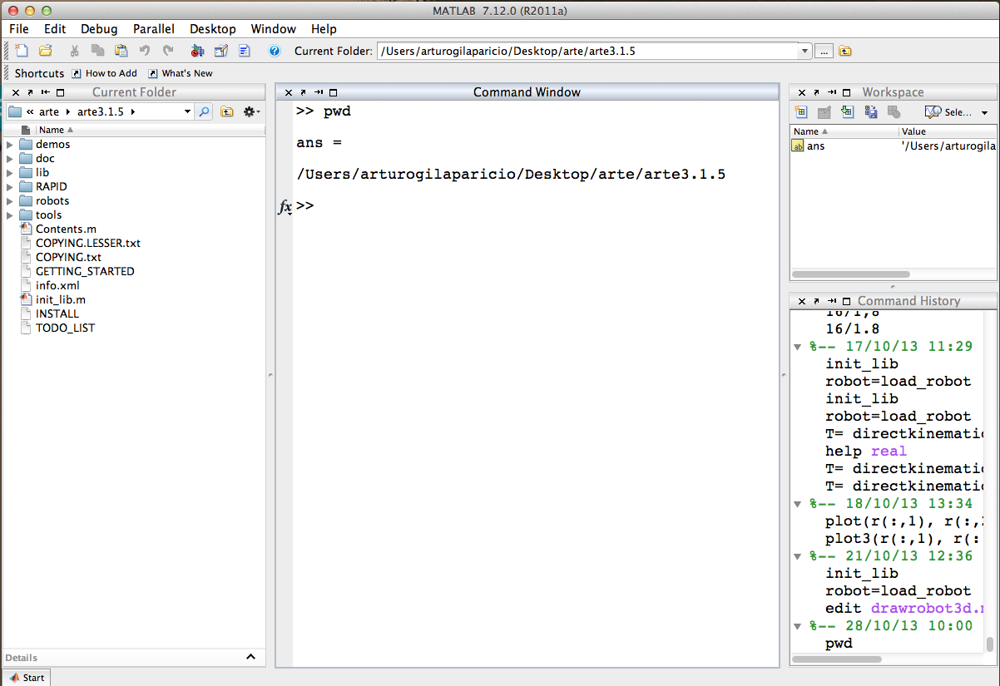 MATLAB 7.12.0 (R2011a)
File Edit Debug Parallel Desktop Window Help
Current Folder: /Users/arturogilaparicio/Desktop/arte/arte3.1.5 ...
Shortcuts How to Add What's New
Current Folder
« arte arte3.1.5
Name
demos
doc
lib
RAPID
robots
tools
Contents.m
COPYING.LESSER.txt
COPYING.txt
GETTING_STARTED
info.xml
init_lib.m
INSTALL
TODO_LIST
Details
Start
Command Window
>> pwd
ans =
/Users/arturogilaparicio/Desktop/arte/arte3.1.5
fx >>
Workspace
Sele...
Name Value
ans '/Users/arturogila
Command History
16/1,8
16/1.8
%-- 17/10/13 11:29
init_lib
robot=load_robot
init_lib
robot=load_robot
T= directkinematic
help real
T= directkinematic
T= directkinematic
%-- 18/10/13 13:34
plot(r(:,1), r(:,2
plot3(r(:,1), r(:
%-- 21/10/13 12:36
init_lib
robot=load_robot
edit drawrobot3d.m
%-- 28/10/13 10:00
pwd